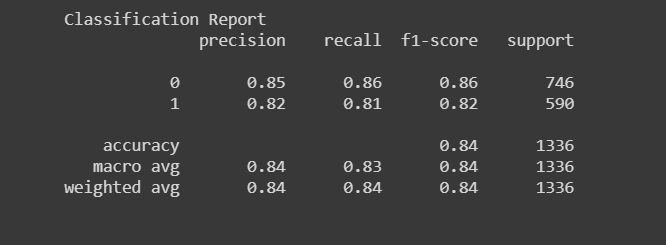 Classification Report
precision recall f1-score support
0 0.85 0.86 0.86 746
1 0.82 0.81 0.82 590
accuracy 0.84 1336
macro avg 0.84 0.83 0.84 1336
weighted avg 0.84 0.84 0.84 1336